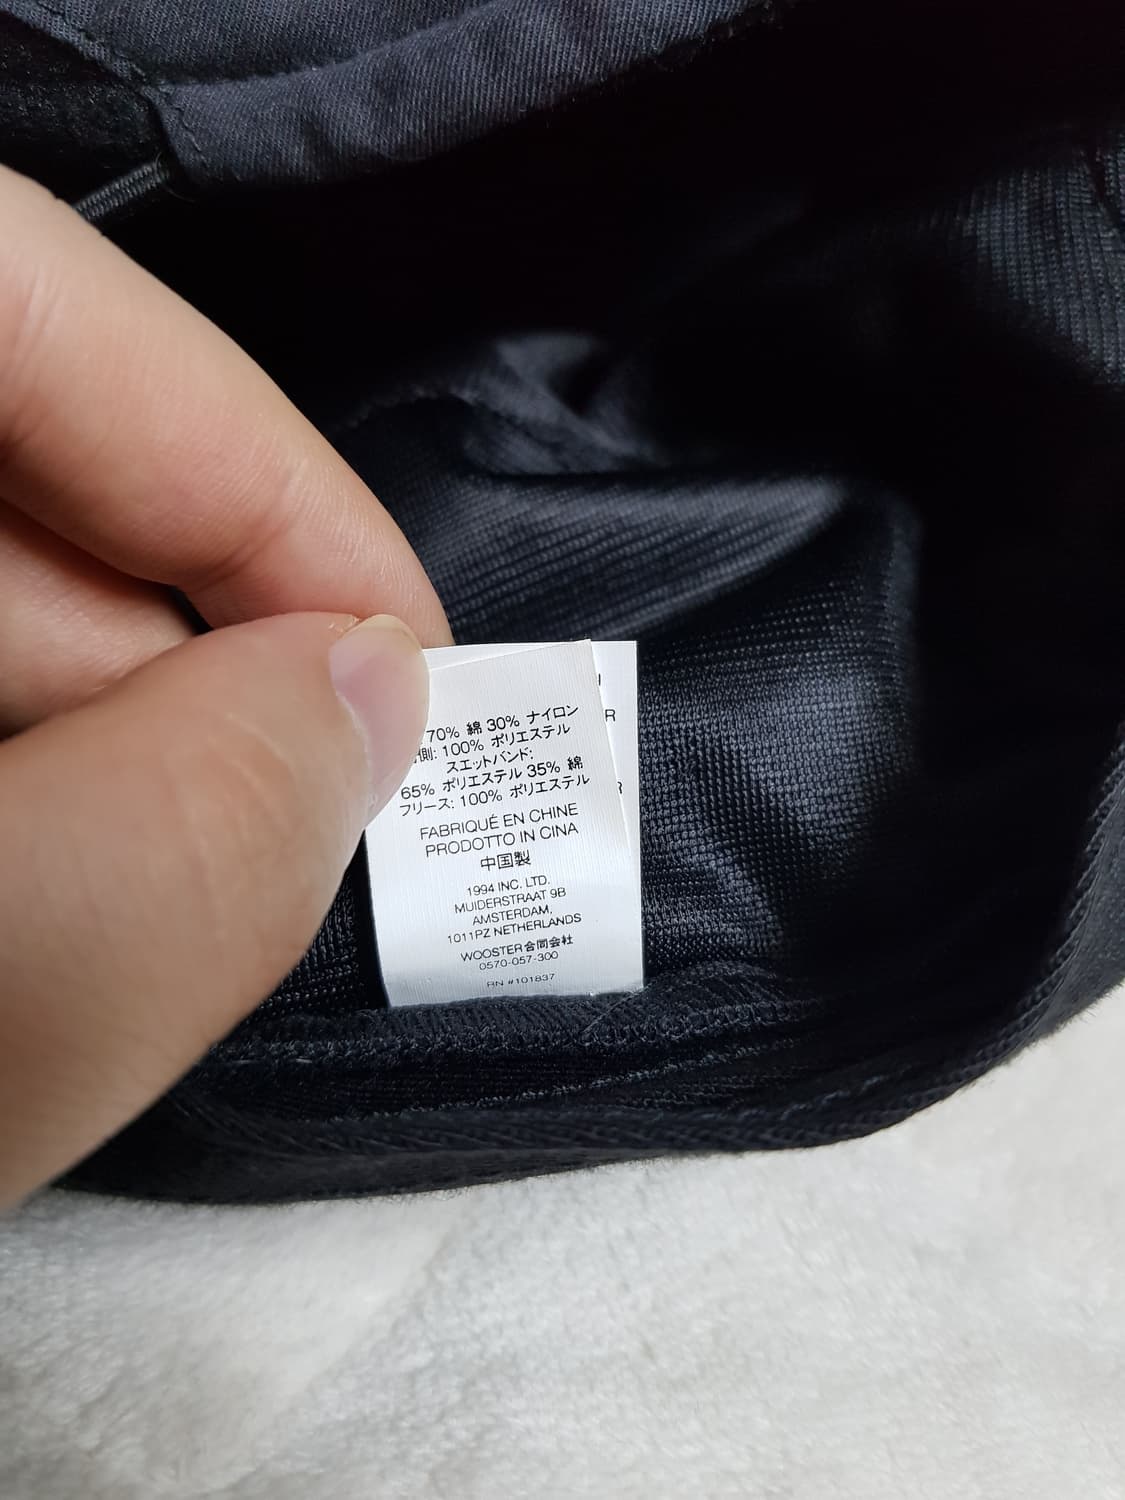 70% 綿 30% ナイロン
側: 100% ポリエステル
スエットバンド:
65% ポリエステル 35% 綿
フリース: 100% ポリエステル
FABRIQUÉ EN CHINE
PRODOTTO IN CINA
中国製
1994 INC. LTD.
MUIDERSTRAAT 9B
AMSTERDAM,
1011PZ NETHERLANDS
WOOSTER合同会社
0570-057-300
RN #101837
R
R